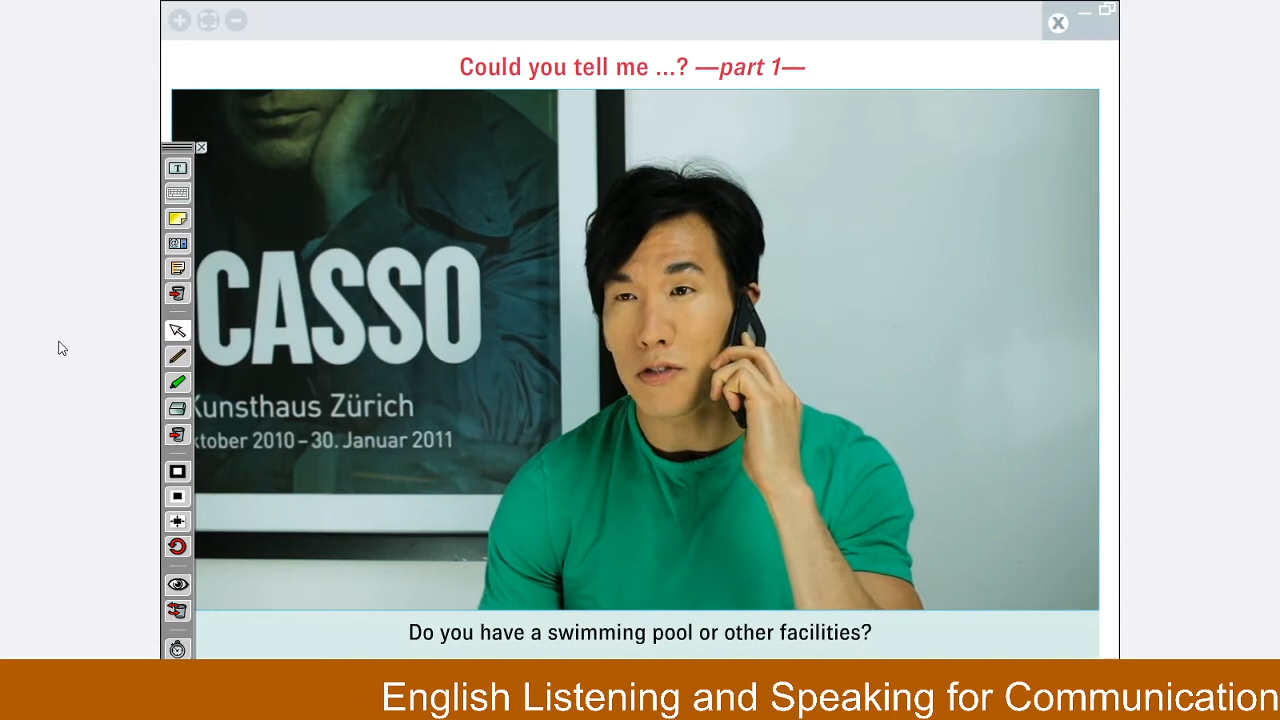 Could you tell me ...? —part 1—
CASSO
Kunsthaus Zürich
ktober 2010 – 30. Januar 2011
Do you have a swimming pool or other facilities?
English Listening and Speaking for Communication